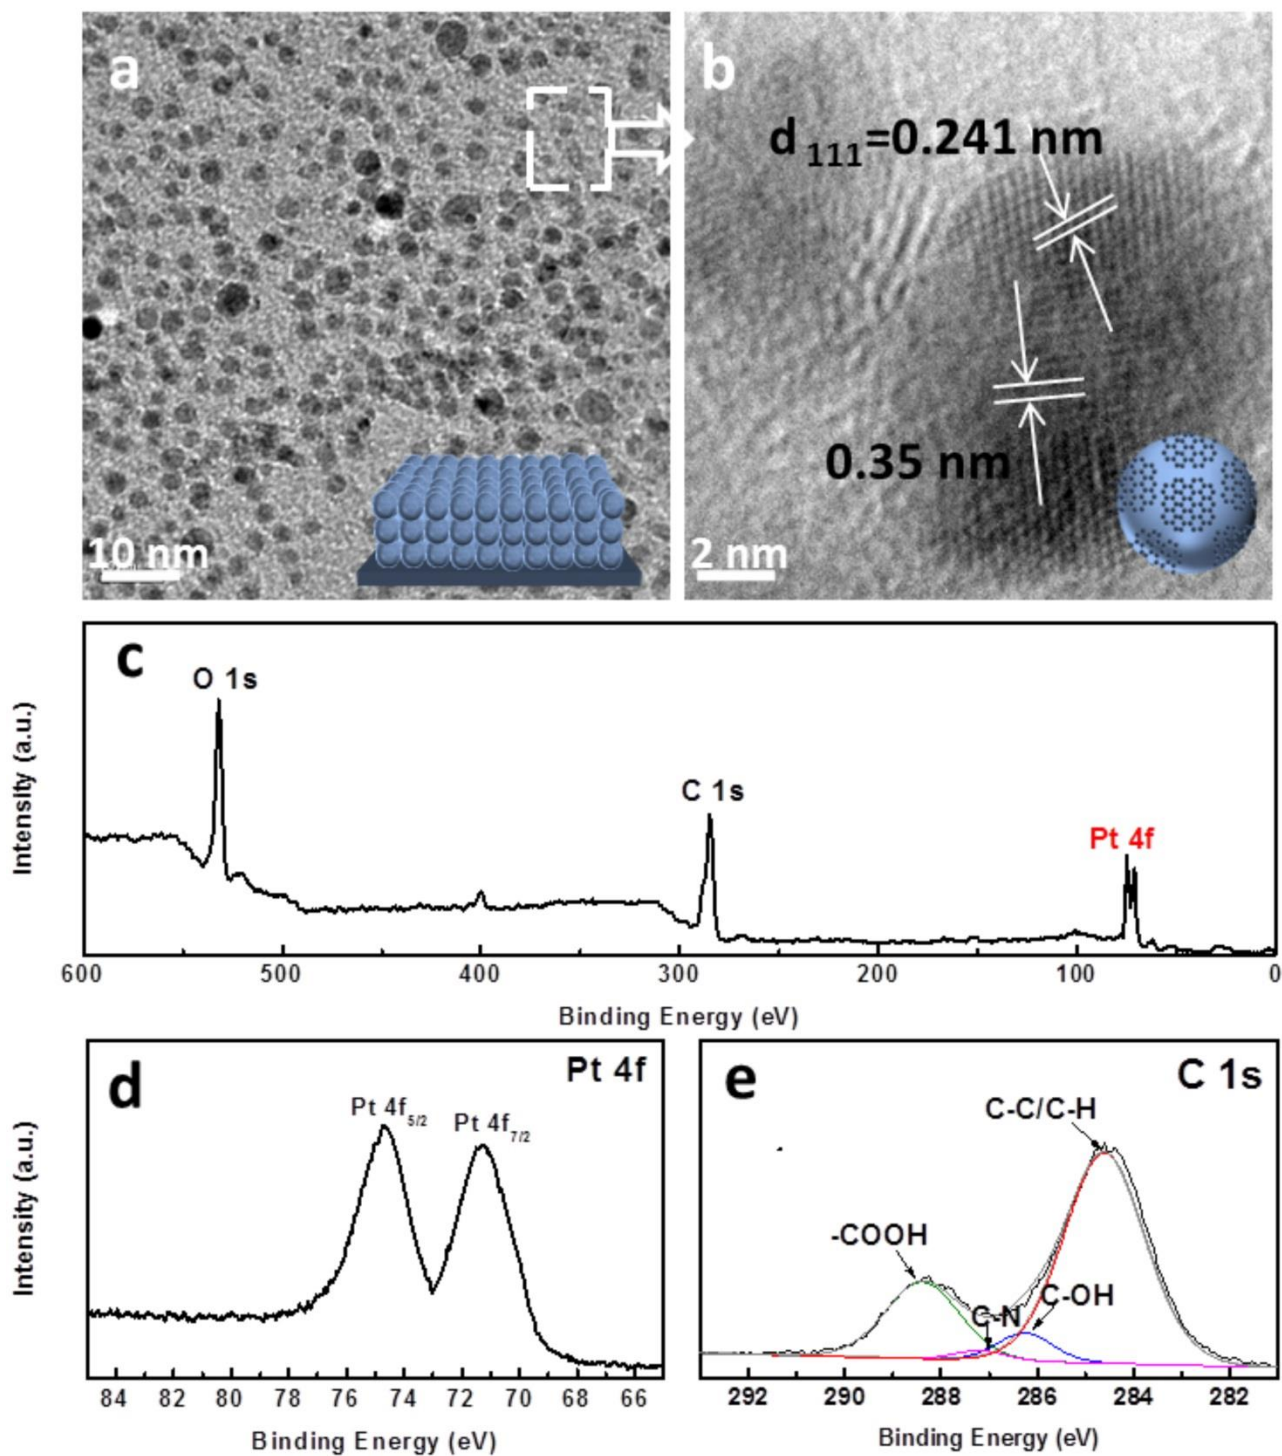 a
b
d 111=0.241 nm
0.35 nm
10 nm
2 nm
c
O 1s
C 1s
Pt 4f
Intensity (a.u.)
600 500 400 300 200 100 0
Binding Energy (eV)
d
Pt 4f
Pt 4f5/2
Pt 4f7/2
Intensity (a.u.)
84 82 80 78 76 74 72 70 68 66
Binding Energy (eV)
e
C 1s
C-C/C-H
-COOH
C-N
C-OH
292 290 288 286 284 282
Binding Energy (eV)